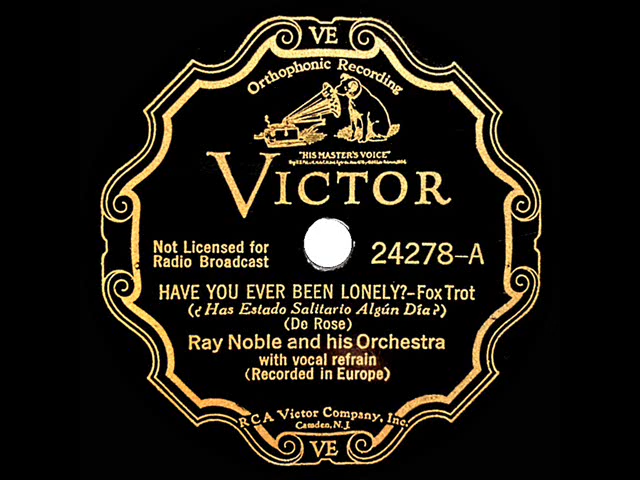 VE
Orthophonic Recording
"HIS MASTER'S VOICE"
VICTOR
Not Licensed for
Radio Broadcast
24278-A
HAVE YOU EVER BEEN LONELY?-Fox Trot
(¿Has Estado Salitario Algún Día?)
(De Rose)
Ray Noble and his Orchestra
with vocal refrain
(Recorded in Europe)
RCA Victor Company, Inc.
Camden, N.J.
VE